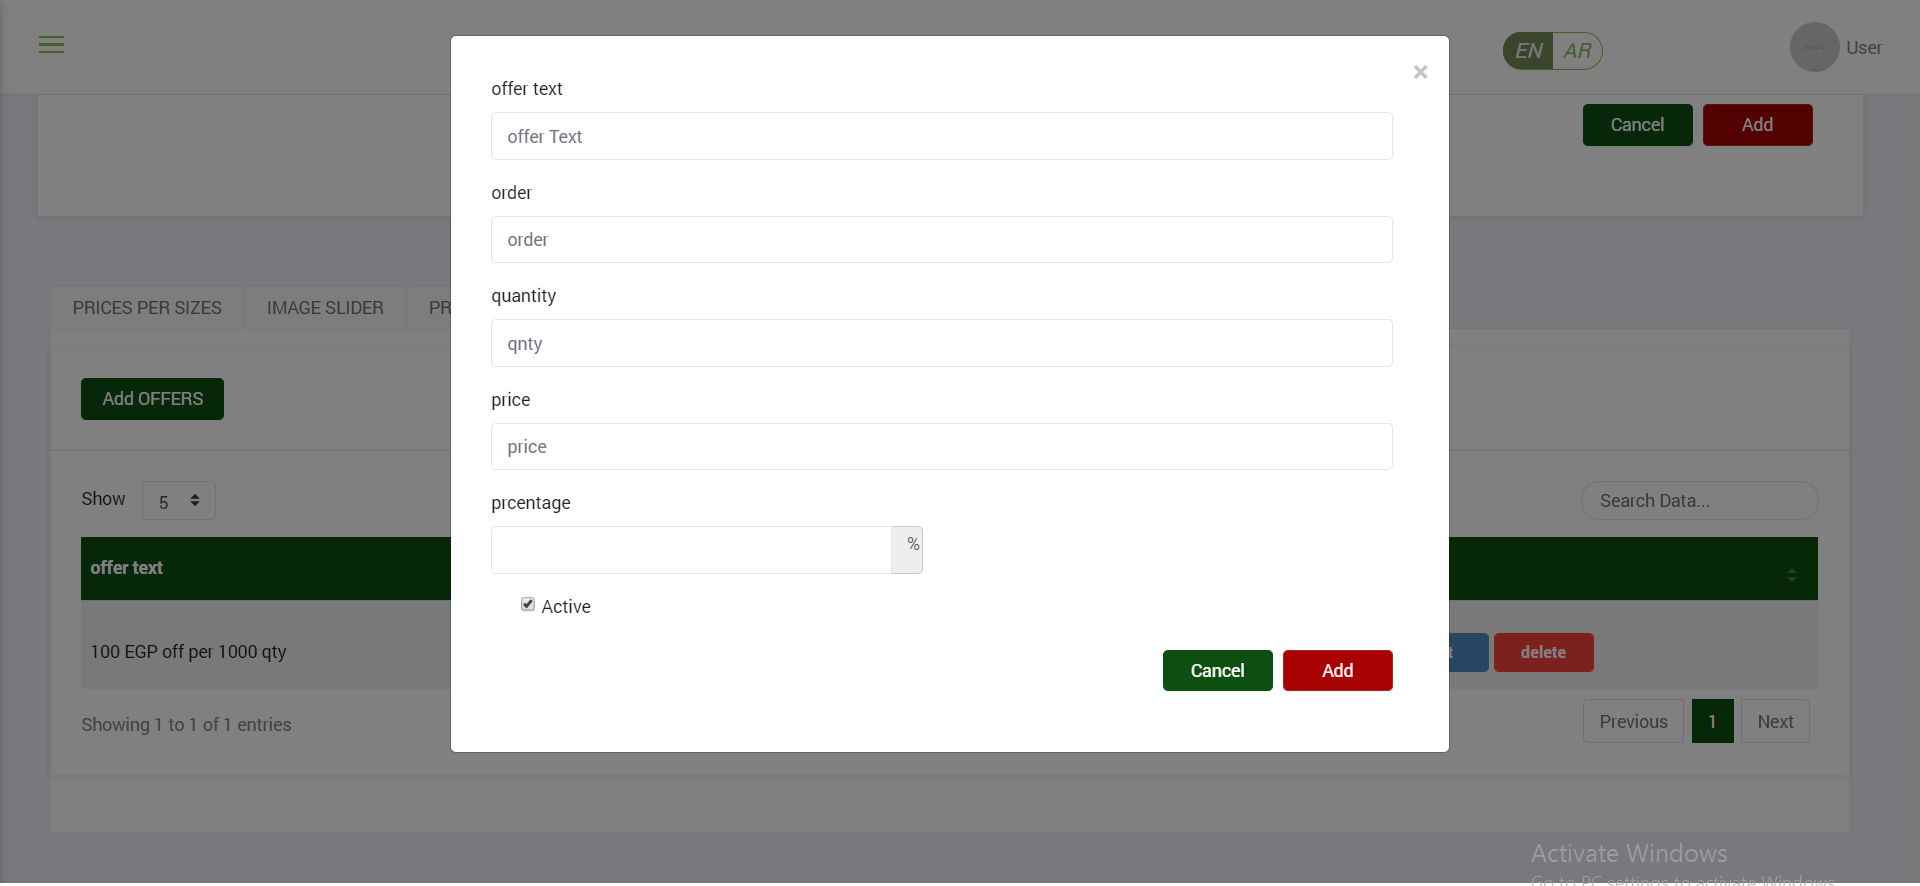 EN AR
User
Cancel
Add
×
offer text
offer Text
order
order
quantity
qnty
price
price
prcentage
%
Active
Cancel
Add
PRICES PER SIZES
IMAGE SLIDER
PR
Add OFFERS
Show 5
Search Data...
offer text
100 EGP off per 1000 qty
t
delete
Showing 1 to 1 of 1 entries
Previous
1
Next
Activate Windows
Go to PC settings to activate Windows.